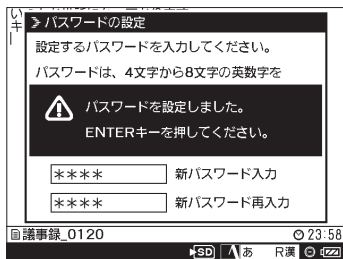 い
キ
ー
パスワードの設定
設定するパスワードを入力してください。
パスワードは、4文字から8文字の英数字を
パスワードを設定しました。
ENTERキーを押してください。
**** 新パスワード入力
**** 新パスワード再入力
議事録_0120 23:58
SD あ R漢